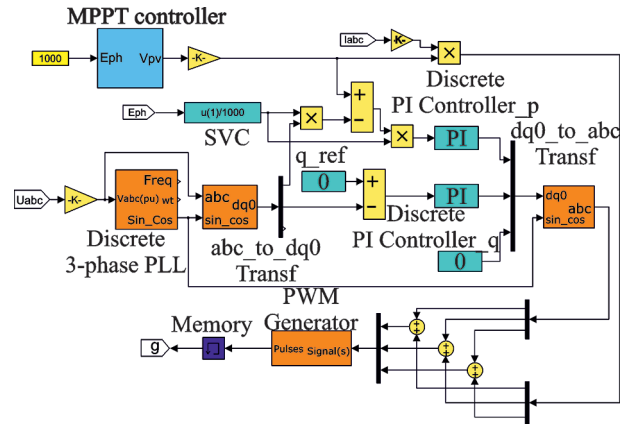 MPPT controller
1000
Eph
Vpv
-K-
Iabc
-K-
×
Discrete
PI Controller_p
+
−
Eph
u(1)/1000
SVC
×
×
PI
dq0_to_abc
Transf
q_ref
0
+
−
PI
Discrete
PI Controller_q
0
dq0
abc
sin_cos
Uabc
-K-
Freq
Vabc(pu)
wt
Sin_Cos
Discrete
3-phase PLL
abc
dq0
sin_cos
abc_to_dq0
Transf
PWM
Generator
Memory
g
Pulses
Signal(s)